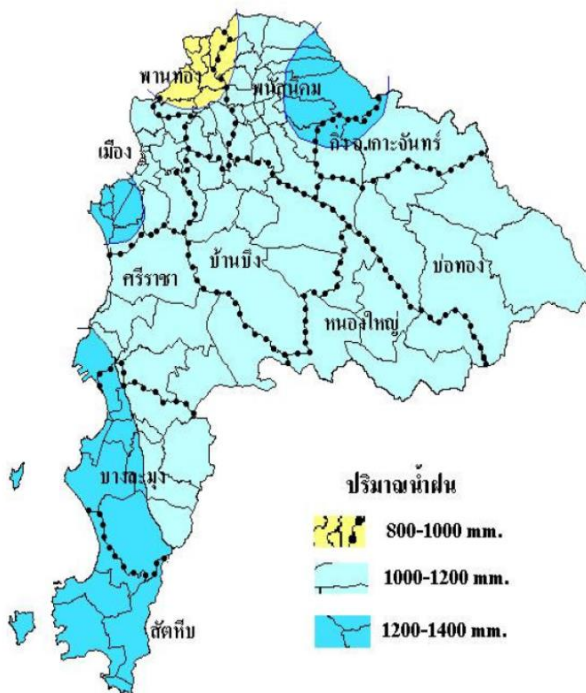 พานทอง
พนัสนิคม
เมือง
กิ่ง อ.เกาะจันทร์
บ้านบึง
บ่อทอง
ศรีราชา
หนองใหญ่
บางละมุง
ปริมาณน้ำฝน
800-1000 mm.
1000-1200 mm.
1200-1400 mm.
สัตหีบ